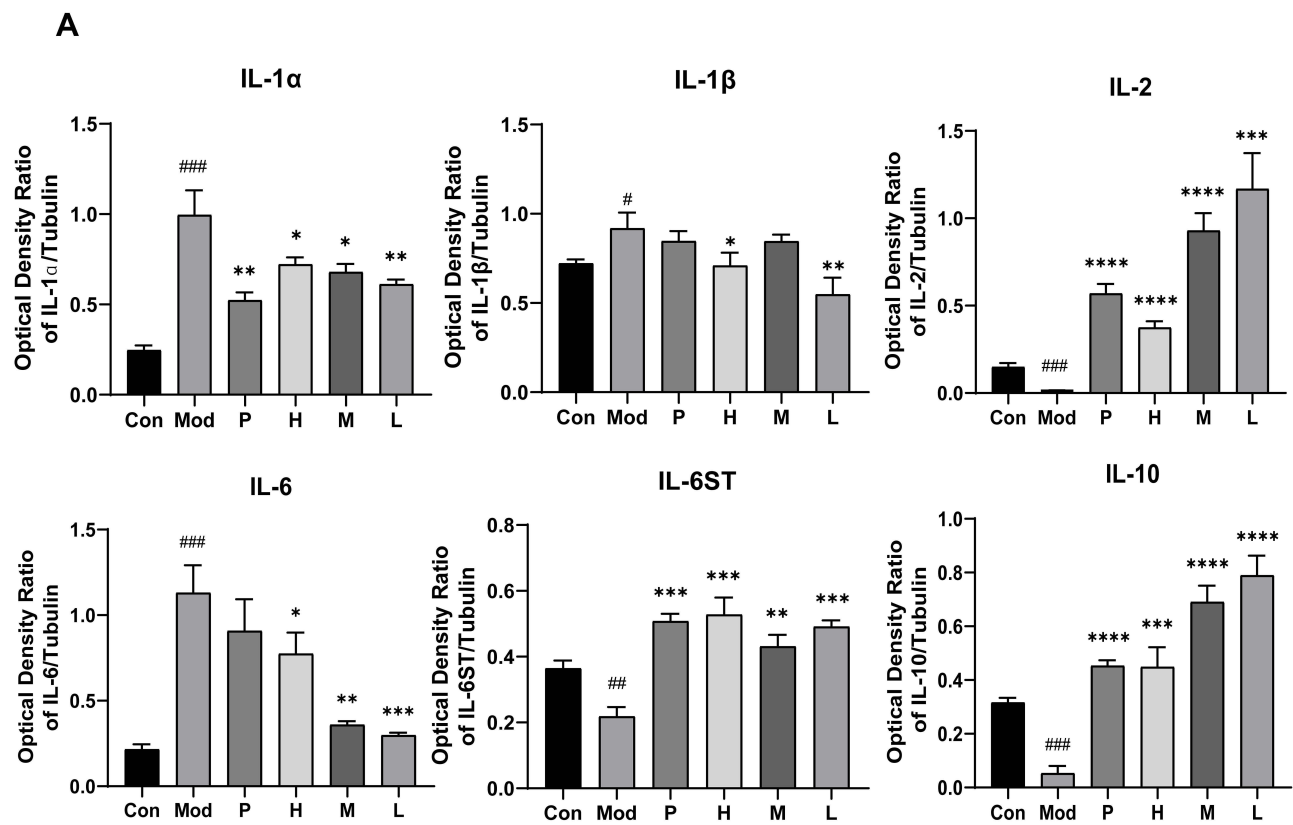 A
IL-1α
Optical Density Ratio
of IL-1α/Tubulin
1.5
1.0
0.5
0.0
###
**
*
*
**
Con Mod P H M L
IL-1β
Optical Density Ratio
of IL-1β/Tubulin
1.5
1.0
0.5
0.0
#
*
**
Con Mod P H M L
IL-2
Optical Density Ratio
of IL-2/Tubulin
1.5
1.0
0.5
0.0
###
****
****
****
***
Con Mod P H M L
IL-6
Optical Density Ratio
of IL-6/Tubulin
1.5
1.0
0.5
0.0
###
*
**
***
Con Mod P H M L
IL-6ST
Optical Density Ratio
of IL-6ST/Tubulin
0.8
0.6
0.4
0.2
0.0
##
***
***
**
***
Con Mod P H M L
IL-10
Optical Density Ratio
of IL-10/Tubulin
1.0
0.8
0.6
0.4
0.2
0.0
###
****
***
****
****
Con Mod P H M L